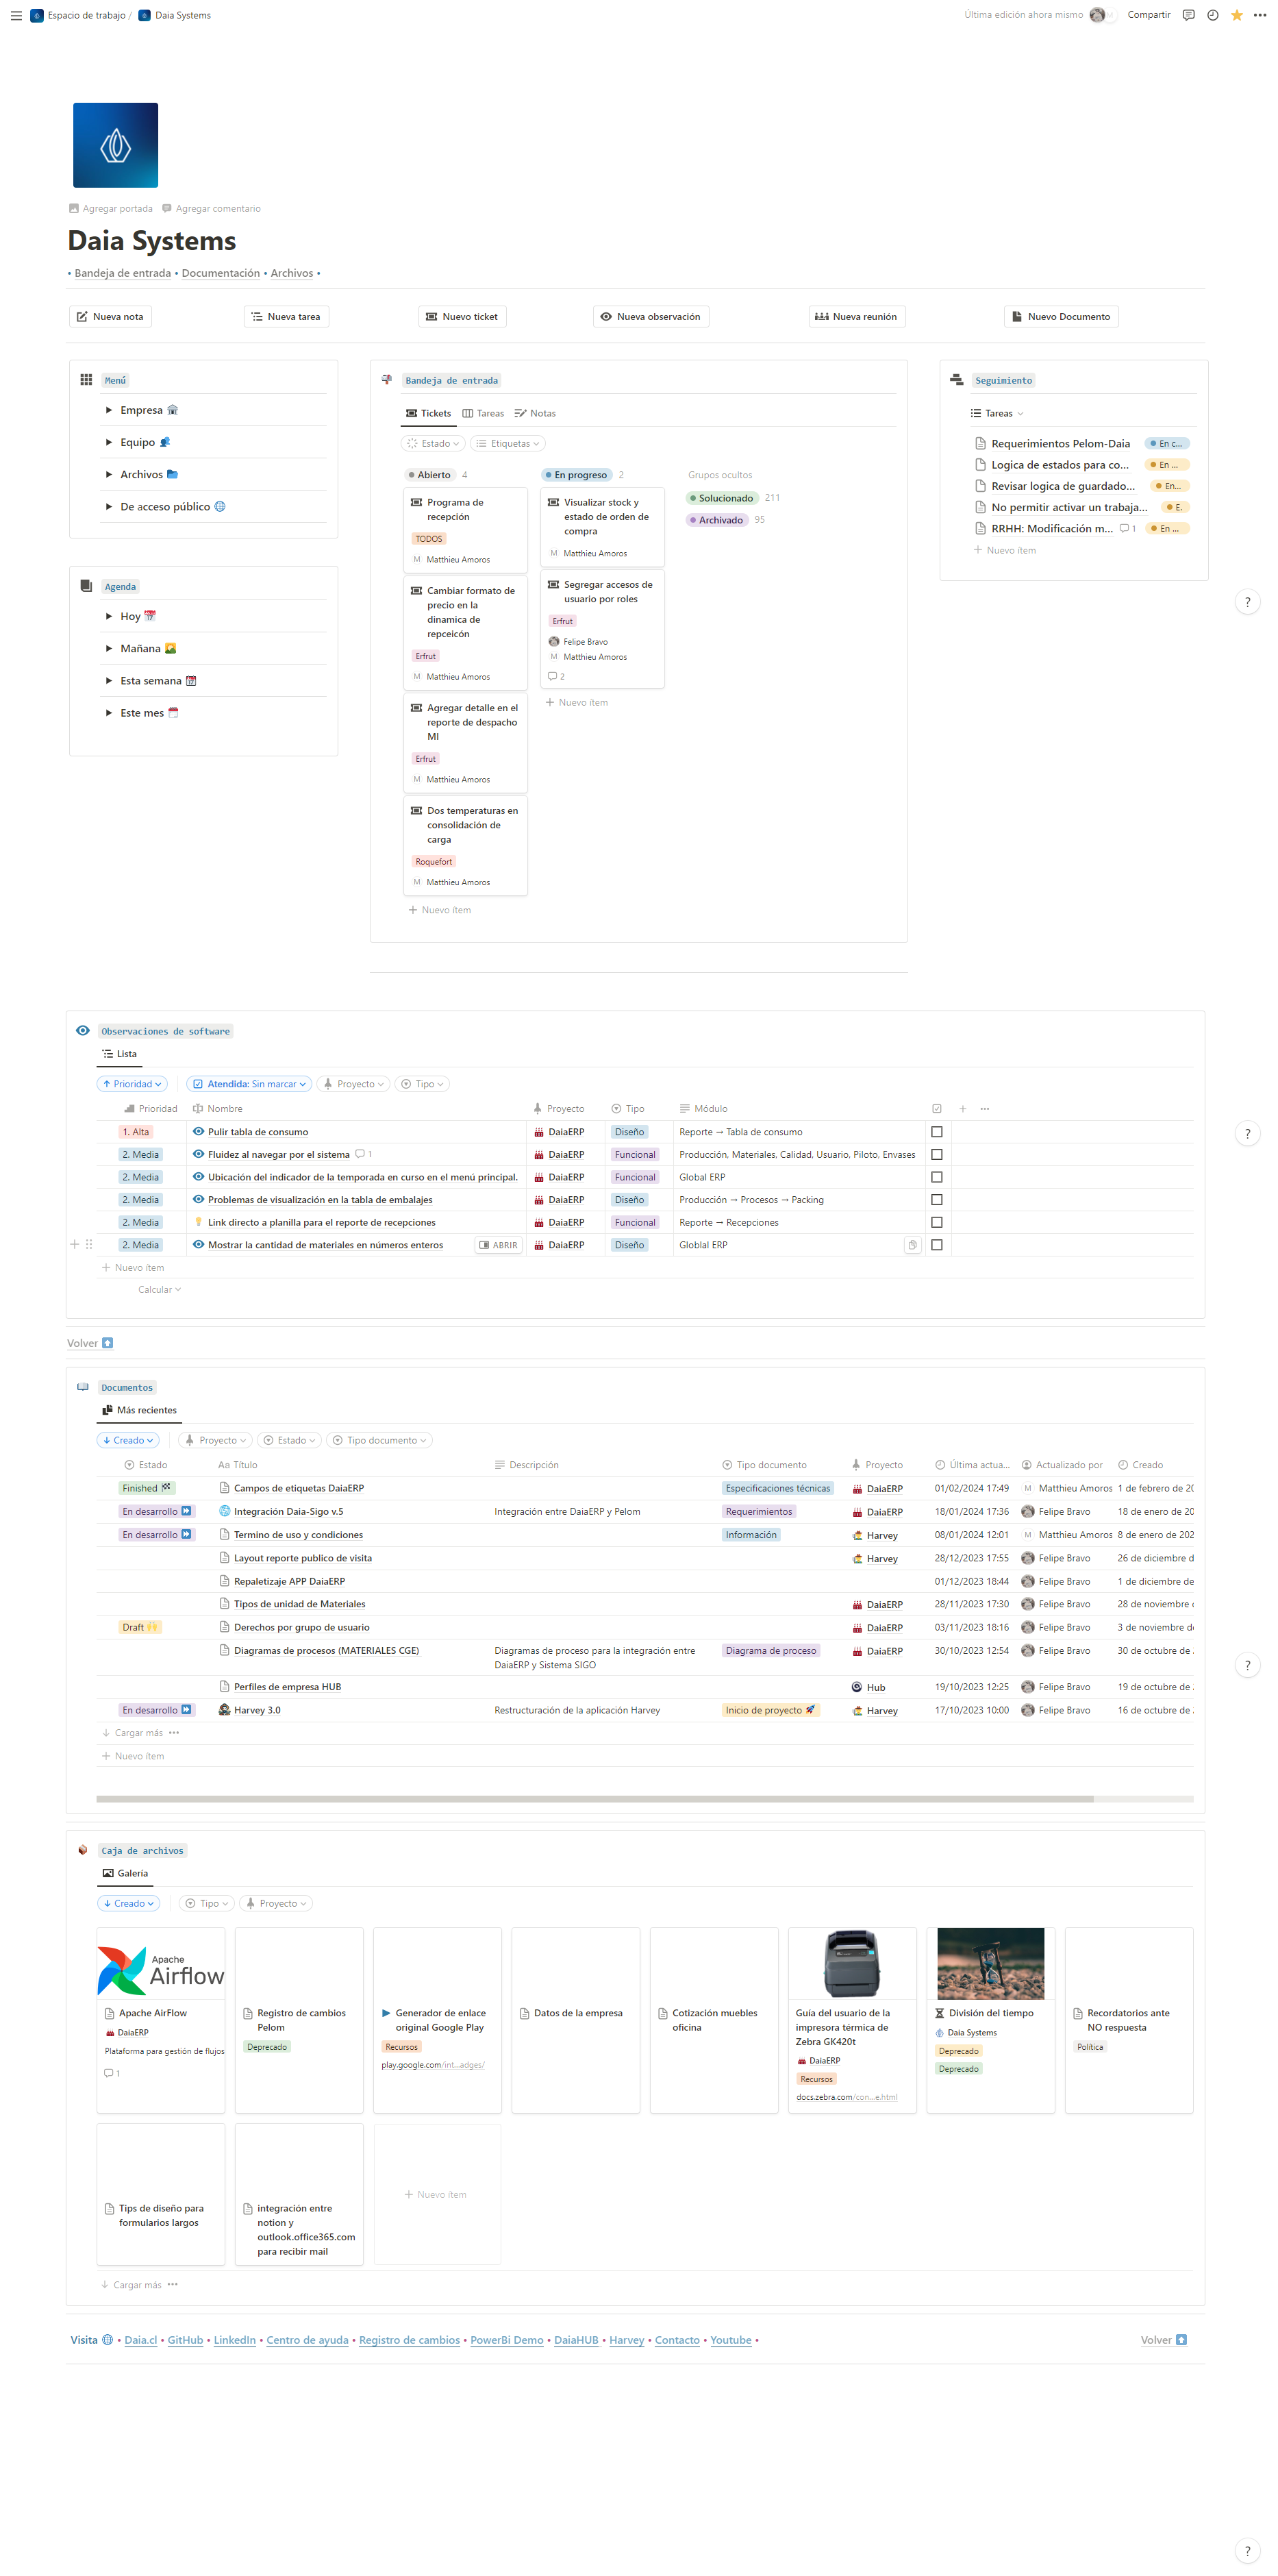 Espacio de trabajo / Daia Systems
Última edición ahora mismo M Compartir
Agregar portada Agregar comentario
Daia Systems
• Bandeja de entrada • Documentación • Archivos •
Nueva nota Nueva tarea Nuevo ticket Nueva observación Nueva reunión Nuevo Documento
Menú
Empresa
Equipo
Archivos
De acceso público
Agenda
Hoy
Mañana
Esta semana
Este mes
Bandeja de entrada
Tickets Tareas Notas
Estado Etiquetas
Abierto 4
Programa de
recepción
TODOS
M Matthieu Amoros
Cambiar formato de
precio en la
dinamica de
repceicón
Erfrut
M Matthieu Amoros
Agregar detalle en el
reporte de despacho
MI
Erfrut
M Matthieu Amoros
Dos temperaturas en
consolidación de
carga
Roquefort
M Matthieu Amoros
+ Nuevo ítem
En progreso 2
Visualizar stock y
estado de orden de
compra
M Matthieu Amoros
Segregar accesos de
usuario por roles
Erfrut
Felipe Bravo
M Matthieu Amoros
2
+ Nuevo ítem
Grupos ocultos
Solucionado 211
Archivado 95
Seguimiento
Tareas
Requerimientos Pelom-Daia En c...
Logica de estados para co... En ...
Revisar logica de guardado... En...
No permitir activar un trabaja... E.
RRHH: Modificación m... 1 En ...
+ Nuevo ítem
?
Observaciones de software
Lista
Prioridad Atendida: Sin marcar Proyecto Tipo
Prioridad Nombre Proyecto Tipo Módulo
1. Alta Pulir tabla de consumo DaiaERP Diseño Reporte → Tabla de consumo
2. Media Fluidez al navegar por el sistema 1 DaiaERP Funcional Producción, Materiales, Calidad, Usuario, Piloto, Envases
2. Media Ubicación del indicador de la temporada en curso en el menú principal. DaiaERP Funcional Global ERP
2. Media Problemas de visualización en la tabla de embalajes DaiaERP Diseño Producción → Procesos → Packing
2. Media Link directo a planilla para el reporte de recepciones DaiaERP Funcional Reporte → Recepciones
2. Media Mostrar la cantidad de materiales en números enteros ABRIR DaiaERP Diseño Globlal ERP
+ Nuevo ítem
Calcular
?
Volver
Documentos
Más recientes
Creado Proyecto Estado Tipo documento
Estado Aa Título Descripción Tipo documento Proyecto Última actua... Actualizado por Creado
Finished Campos de etiquetas DaiaERP Especificaciones técnicas DaiaERP 01/02/2024 17:49 M Matthieu Amoros 1 de febrero de 20
En desarrollo Integración Daia-Sigo v.5 Integración entre DaiaERP y Pelom Requerimientos DaiaERP 18/01/2024 17:36 Felipe Bravo 18 de enero de 20
En desarrollo Termino de uso y condiciones Información Harvey 08/01/2024 12:01 M Matthieu Amoros 8 de enero de 202
Layout reporte publico de visita Harvey 28/12/2023 17:55 Felipe Bravo 26 de diciembre d
Repaletizaje APP DaiaERP 01/12/2023 18:44 Felipe Bravo 1 de diciembre de
Tipos de unidad de Materiales DaiaERP 28/11/2023 17:30 Felipe Bravo 28 de noviembre
Draft Derechos por grupo de usuario DaiaERP 03/11/2023 18:16 Felipe Bravo 3 de noviembre de
Diagramas de procesos (MATERIALES CGE) Diagramas de proceso para la integración entre Diagrama de proceso DaiaERP 30/10/2023 12:54 Felipe Bravo 30 de octubre de
DaiaERP y Sistema SIGO
Perfiles de empresa HUB Hub 19/10/2023 12:25 Felipe Bravo 19 de octubre de
En desarrollo Harvey 3.0 Restructuración de la aplicación Harvey Inicio de proyecto Harvey 17/10/2023 10:00 Felipe Bravo 16 de octubre de
Cargar más
+ Nuevo ítem
?
Caja de archivos
Galería
Creado Tipo Proyecto
Apache
Airflow
Apache AirFlow
DaiaERP
Plataforma para gestión de flujos
1
Registro de cambios
Pelom
Deprecado
Generador de enlace
original Google Play
Recursos
play.google.com/int...adges/
Datos de la empresa
Cotización muebles
oficina
Guía del usuario de la
impresora térmica de
Zebra GK420t
DaiaERP
Recursos
docs.zebra.com/con...e.html
División del tiempo
Daia Systems
Deprecado
Deprecado
Recordatorios ante
NO respuesta
Política
Tips de diseño para
formularios largos
integración entre
notion y
outlook.office365.com
para recibir mail
+ Nuevo ítem
Cargar más
Visita • Daia.cl • GitHub • LinkedIn • Centro de ayuda • Registro de cambios • PowerBi Demo • DaiaHUB • Harvey • Contacto • Youtube •
Volver
?